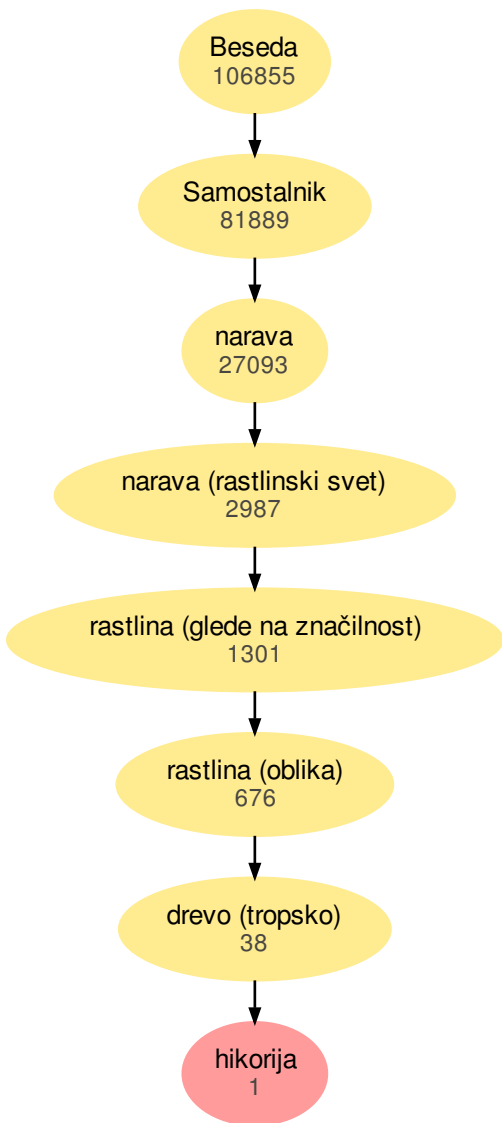 Beseda
106855
Samostalnik
81889
narava
27093
narava (rastlinski svet)
2987
rastlina (glede na značilnost)
1301
rastlina (oblika)
676
drevo (tropsko)
38
hikorija
1